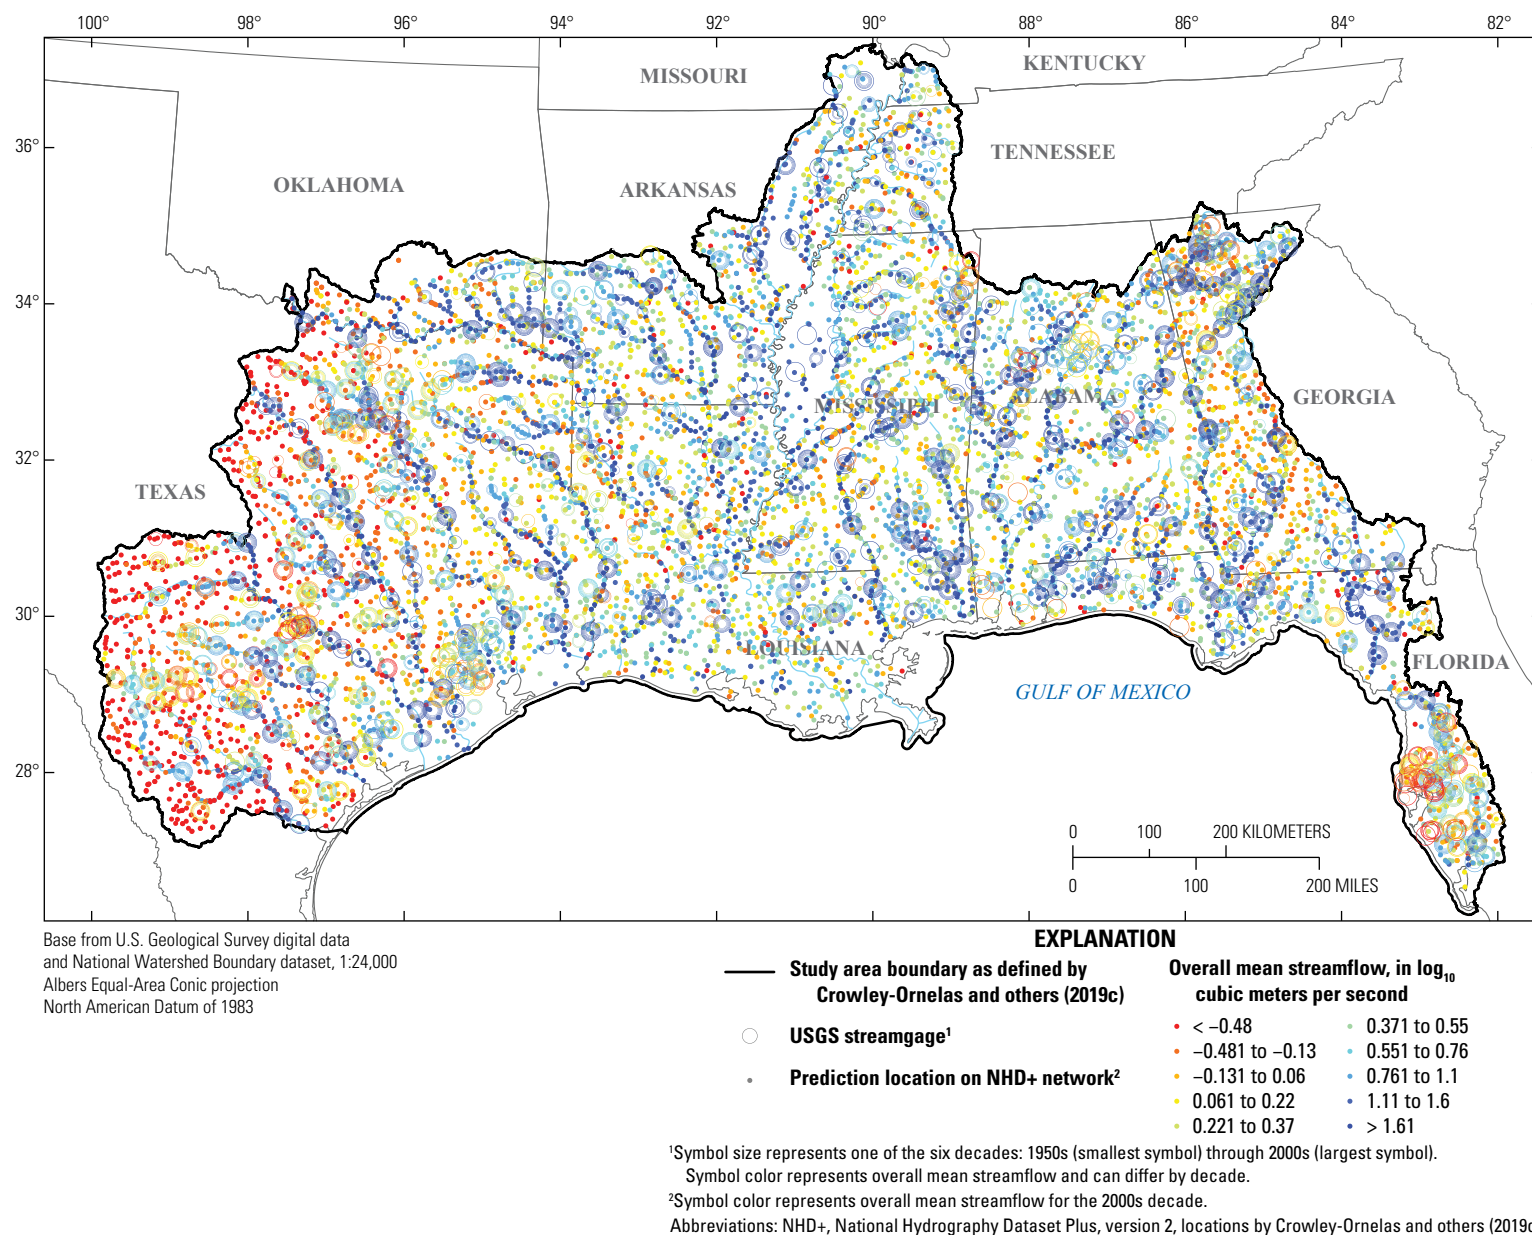 100° 98° 96° 94° 92° 90° 88° 86° 84° 82°
MISSOURI
KENTUCKY
36°
TENNESSEE
OKLAHOMA
ARKANSAS
34°
MISSISSIPPI
ALABAMA
GEORGIA
32°
TEXAS
30°
LOUISIANA
FLORIDA
GULF OF MEXICO
28°
0 100 200 KILOMETERS
0 100 200 MILES
Base from U.S. Geological Survey digital data
and National Watershed Boundary dataset, 1:24,000
Albers Equal-Area Conic projection
North American Datum of 1983
EXPLANATION
Study area boundary as defined by
Crowley-Ornelas and others (2019c)
USGS streamgage¹
Prediction location on NHD+ network²
Overall mean streamflow, in log₁₀
cubic meters per second
< −0.48
−0.481 to −0.13
−0.131 to 0.06
0.061 to 0.22
0.221 to 0.37
0.371 to 0.55
0.551 to 0.76
0.761 to 1.1
1.11 to 1.6
> 1.61
¹Symbol size represents one of the six decades: 1950s (smallest symbol) through 2000s (largest symbol).
Symbol color represents overall mean streamflow and can differ by decade.
²Symbol color represents overall mean streamflow for the 2000s decade.
Abbreviations: NHD+, National Hydrography Dataset Plus, version 2, locations by Crowley-Ornelas and others (2019c